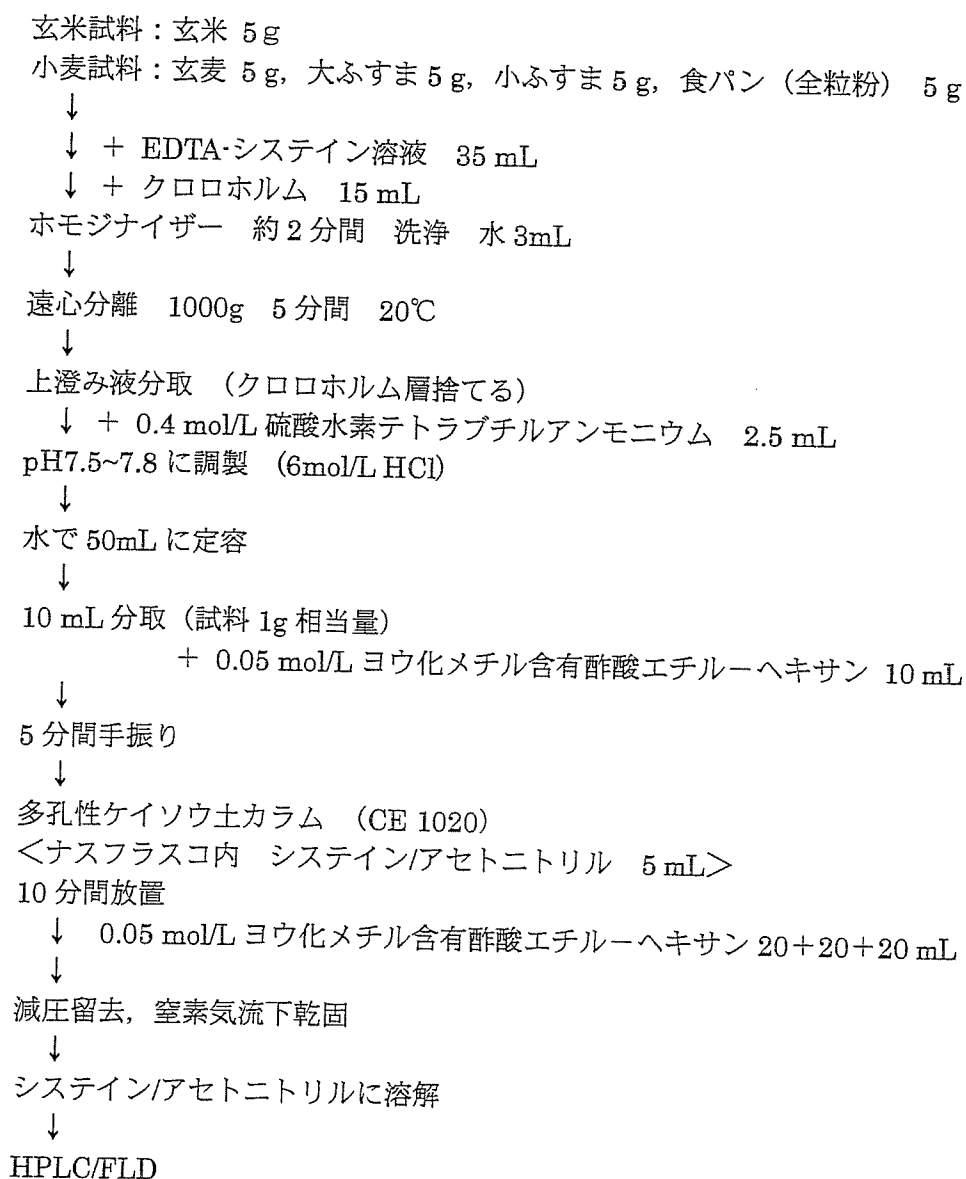 玄米試料：玄米 5g
小麦試料：玄麦 5 g，大ふすま 5 g，小ふすま 5 g，食パン（全粒粉） 5 g
↓
↓ ＋ EDTA-システイン溶液 35 mL
↓ ＋ クロロホルム 15 mL
ホモジナイザー 約 2 分間 洗浄 水 3mL
↓
遠心分離 1000g 5 分間 20℃
↓
上澄み液分取 （クロロホルム層捨てる）
↓ ＋ 0.4 mol/L 硫酸水素テトラブチルアンモニウム 2.5 mL
pH7.5~7.8 に調製 （6mol/L HCl）
↓
水で 50mL に定容
↓
10 mL 分取（試料 1g 相当量）
＋ 0.05 mol/L ヨウ化メチル含有酢酸エチルーヘキサン 10 mL
↓
5 分間手振り
↓
多孔性ケイソウ土カラム （CE 1020）
＜ナスフラスコ内 システイン/アセトニトリル 5 mL＞
10 分間放置
↓ 0.05 mol/L ヨウ化メチル含有酢酸エチルーヘキサン 20＋20＋20 mL
↓
減圧留去，窒素気流下乾固
↓
システイン/アセトニトリルに溶解
↓
HPLC/FLD